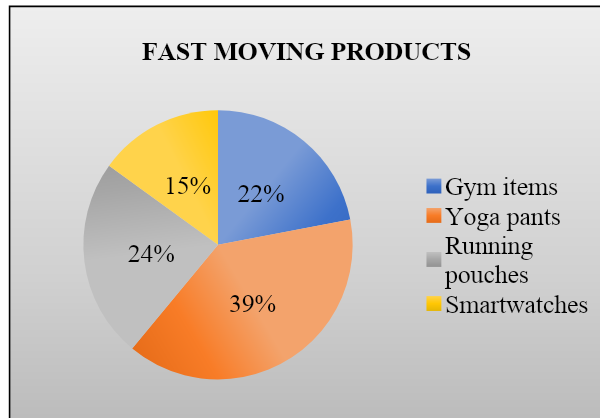 FAST MOVING PRODUCTS
15%
22%
24%
39%
Gym items
Yoga pants
Running
pouches
Smartwatches